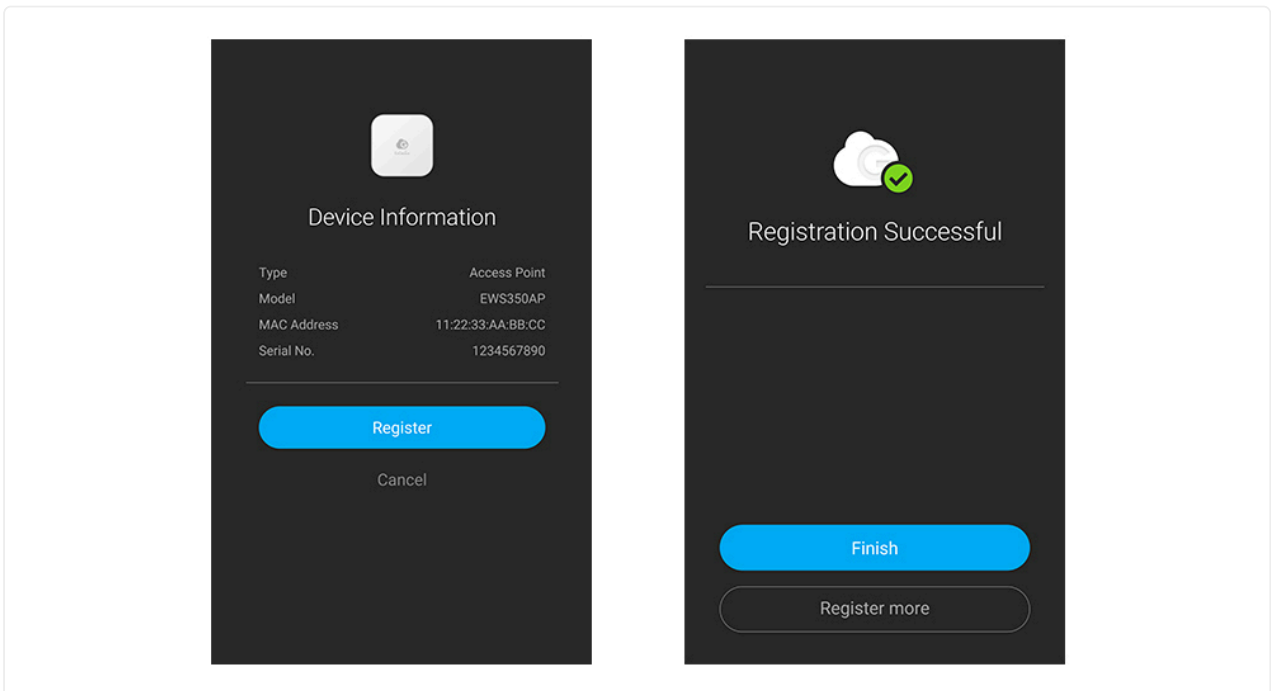 Device Information
Type Access Point
Model EWS350AP
MAC Address 11:22:33:AA:BB:CC
Serial No. 1234567890
Register
Cancel
Registration Successful
Finish
Register more